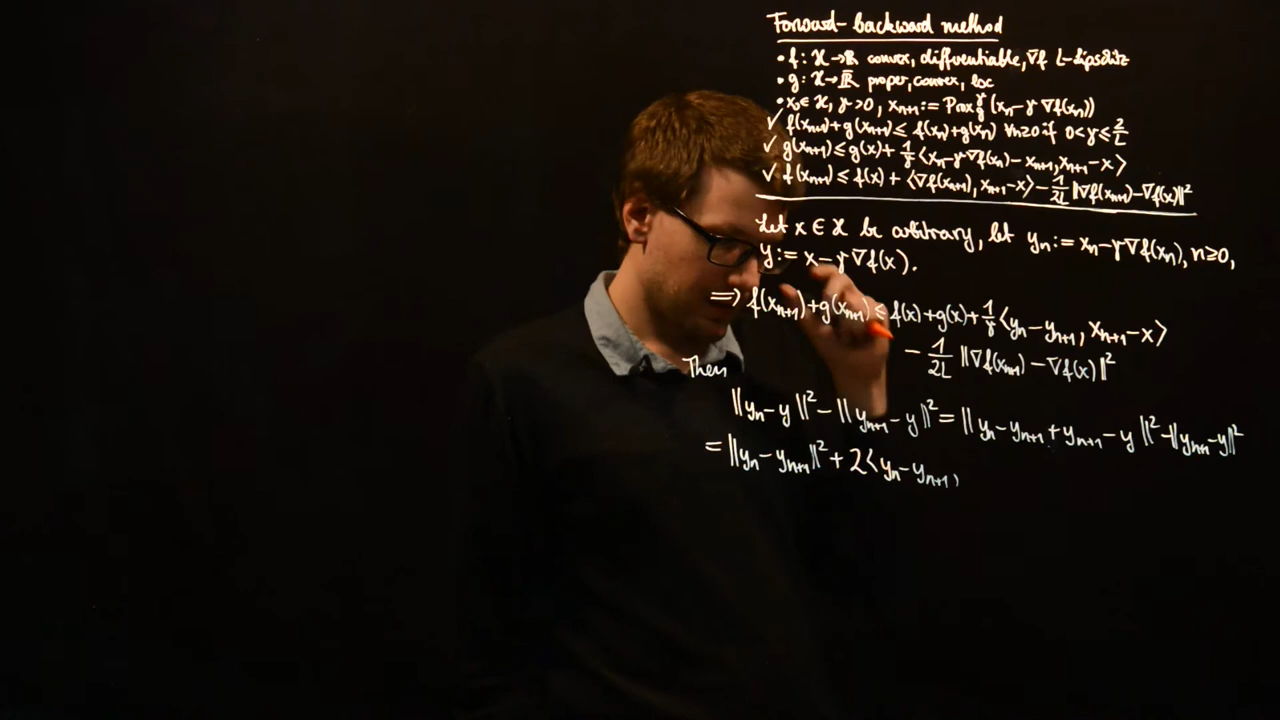 Forward-backward method
• f: ℋ→ℝ convex, differentiable, ∇f L-Lipschitz
• g: ℋ→ℝ̅ proper, convex, lsc
• x₀ ∈ ℋ, γ>0, xₙ₊₁ := Prox_g^γ (xₙ − γ ∇f(xₙ))
✓ f(xₙ₊₁)+g(xₙ₊₁) ≤ f(xₙ)+g(xₙ) ∀n≥0 if 0<γ≤2/L
✓ g(xₙ₊₁) ≤ g(x) + 1/γ ⟨xₙ−γ∇f(xₙ) − xₙ₊₁, xₙ₊₁−x⟩
✓ f(xₙ₊₁) ≤ f(x) + ⟨∇f(xₙ₊₁), xₙ₊₁−x⟩ − 1/2L ‖∇f(xₙ₊₁)−∇f(x)‖²
Let x ∈ ℋ be arbitrary, let yₙ := xₙ − γ∇f(xₙ), n≥0,
y := x − γ∇f(x).
⟹ f(xₙ₊₁)+g(xₙ₊₁) ≤ f(x)+g(x)+ 1/γ ⟨yₙ−yₙ₊₁, xₙ₊₁−x⟩
− 1/2L ‖∇f(xₙ₊₁) − ∇f(x)‖²
Then
‖yₙ−y‖² − ‖yₙ₊₁−y‖² = ‖yₙ−yₙ₊₁+yₙ₊₁−y‖² − ‖yₙ₊₁−y‖²
= ‖yₙ−yₙ₊₁‖² + 2⟨yₙ−yₙ₊₁,